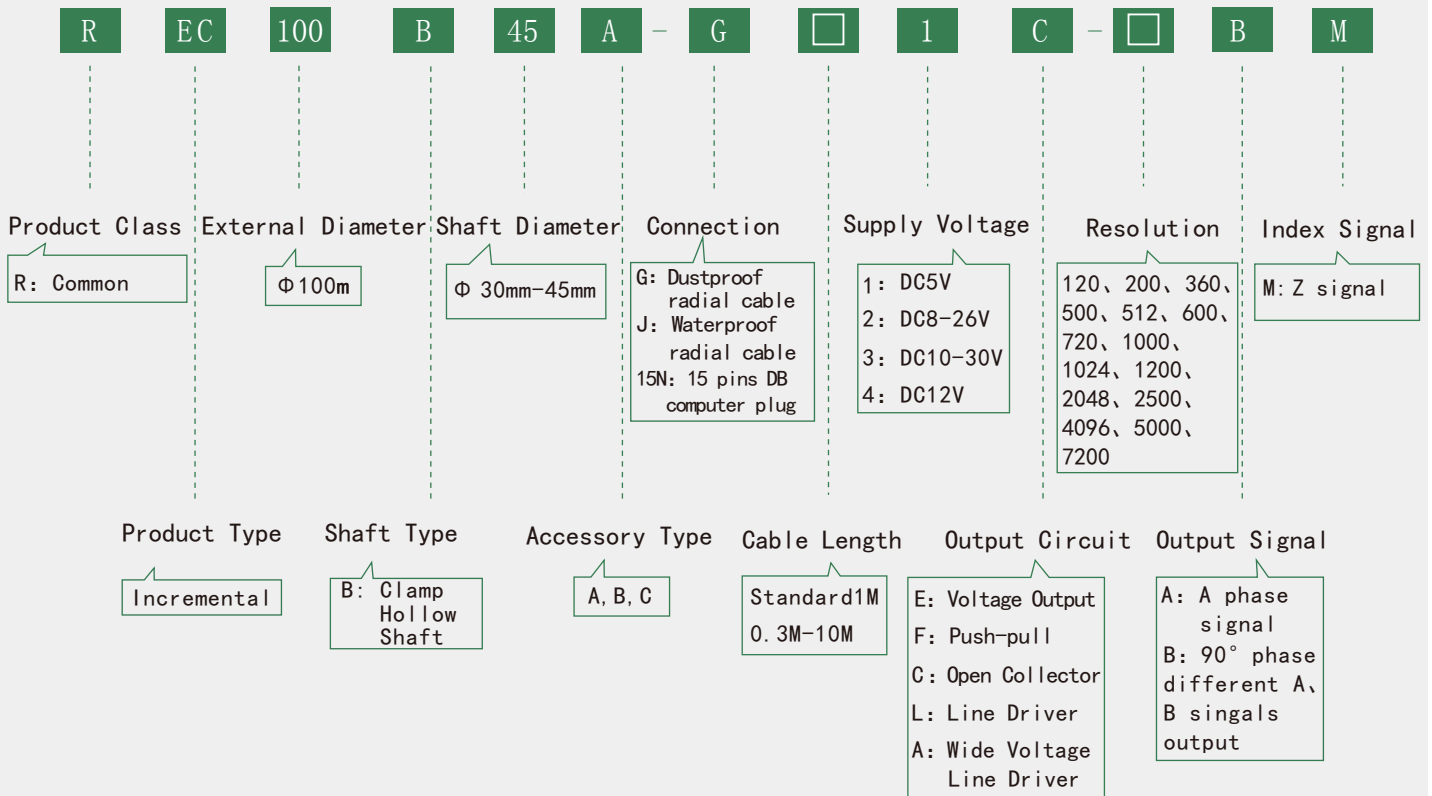 R EC 100 B 45 A - G □ 1 C - □ B M
Product Class
R: Common
External Diameter
Φ100m
Shaft Diameter
Φ 30mm-45mm
Connection
G: Dustproof
radial cable
J: Waterproof
radial cable
15N: 15 pins DB
computer plug
Supply Voltage
1: DC5V
2: DC8-26V
3: DC10-30V
4: DC12V
Resolution
120、200、360、
500、512、600、
720、1000、
1024、1200、
2048、2500、
4096、5000、
7200
Index Signal
M: Z signal
Product Type
Incremental
Shaft Type
B: Clamp
Hollow
Shaft
Accessory Type
A, B, C
Cable Length
Standard1M
0.3M-10M
Output Circuit
E: Voltage Output
F: Push-pull
C: Open Collector
L: Line Driver
A: Wide Voltage
Line Driver
Output Signal
A: A phase
signal
B: 90° phase
different A、
B singals
output